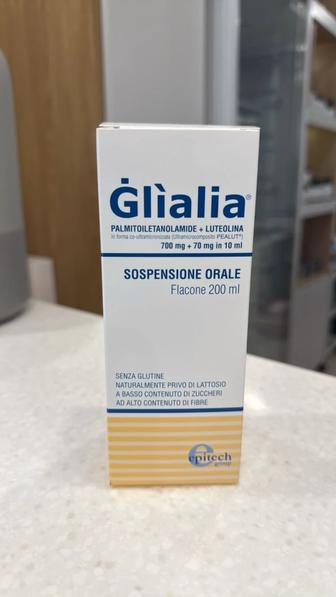 Glìalia®
PALMITOILETANOLAMIDE + LUTEOLINA
in forma co-ultramicronizzata (Ultramicrocomposito PEALUT®)
700 mg + 70 mg in 10 ml
SOSPENSIONE ORALE
Flacone 200 ml
SENZA GLUTINE
NATURALMENTE PRIVO DI LATTOSIO
A BASSO CONTENUTO DI ZUCCHERI
AD ALTO CONTENUTO DI FIBRE
e
epitech
group